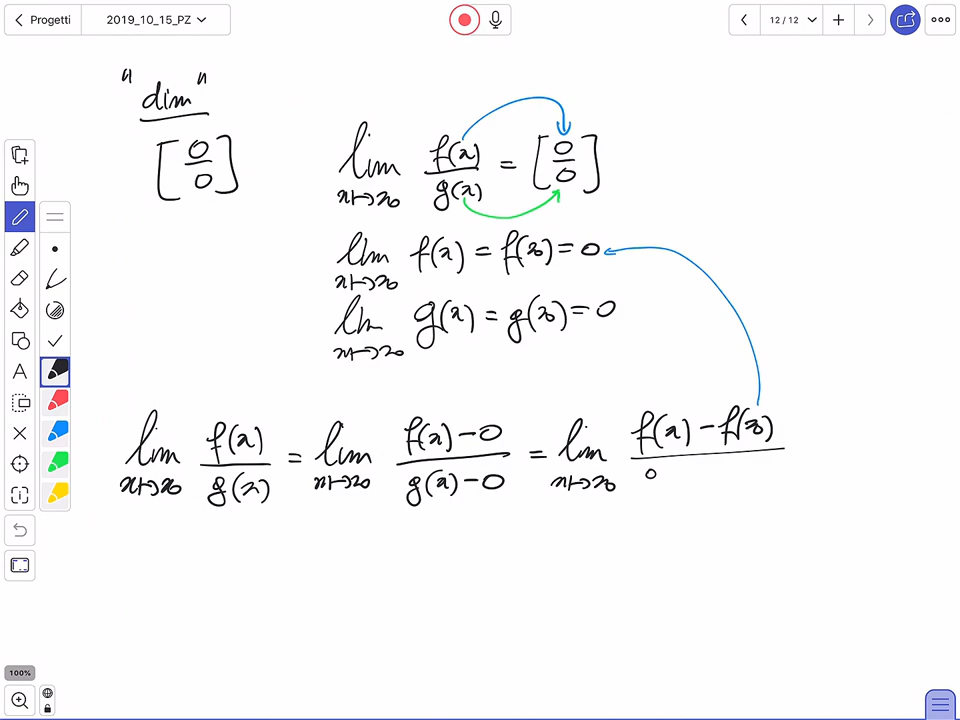 Progetti
2019_10_15_PZ
12/12
"dim"
[0/0]
lim x→x₀ f(x)/g(x) = [0/0]
lim x→x₀ f(x) = f(x₀) = 0
lim x→x₀ g(x) = g(x₀) = 0
lim x→x₀ f(x)/g(x) = lim x→x₀ f(x)-0/g(x)-0 = lim x→x₀ f(x)-f(x₀)/
A
100%